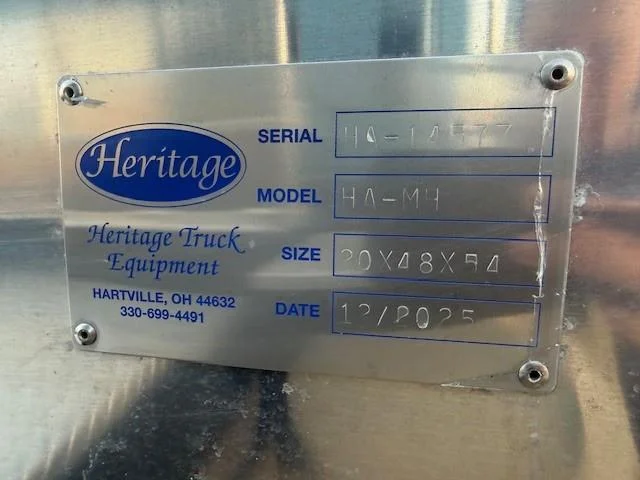 Heritage
Heritage Truck
Equipment
HARTVILLE, OH 44632
330-699-4491
SERIAL HA-14577
MODEL HA-M4
SIZE 20X48X54
DATE 12/2025